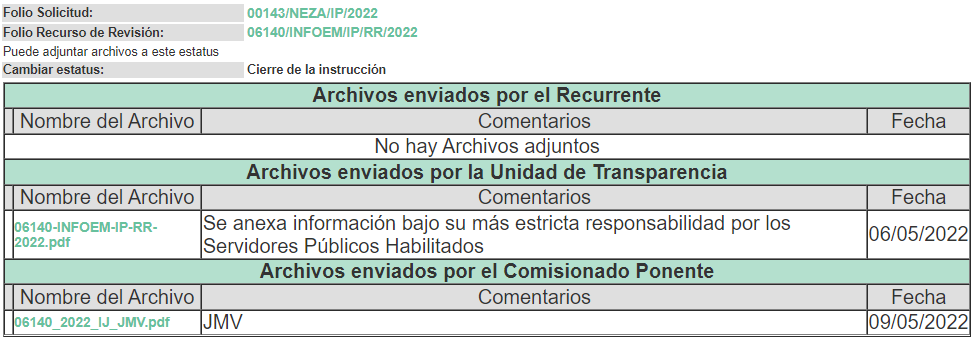 Folio Solicitud: 00143/NEZA/IP/2022
Folio Recurso de Revisión: 06140/INFOEM/IP/RR/2022
Puede adjuntar archivos a este estatus
Cambiar estatus: Cierre de la instrucción
Archivos enviados por el Recurrente
Nombre del Archivo Comentarios Fecha
No hay Archivos adjuntos
Archivos enviados por la Unidad de Transparencia
Nombre del Archivo Comentarios Fecha
06140-INFOEM-IP-RR-
2022.pdf
Se anexa información bajo su más estricta responsabilidad por los
Servidores Públicos Habilitados
06/05/2022
Archivos enviados por el Comisionado Ponente
Nombre del Archivo Comentarios Fecha
06140_2022_IJ_JMV.pdf JMV 09/05/2022